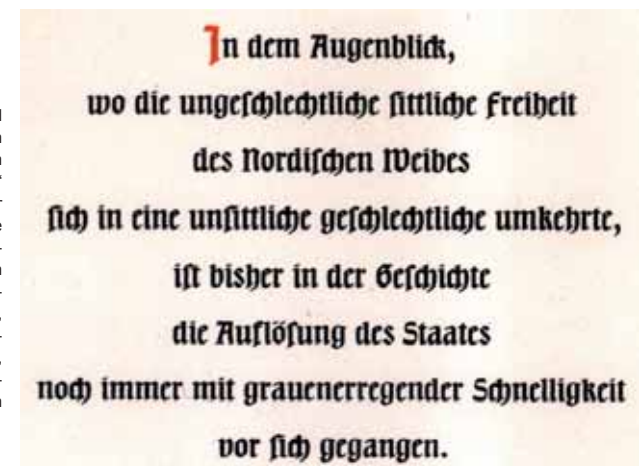 In dem Augenblick,
wo die ungeschlechtliche sittliche Freiheit
des Nordischen Weibes
sich in eine unsittliche geschlechtliche umkehrte,
ist bisher in der Geschichte
die Auflösung des Staates
noch immer mit grauenerregender Schnelligkeit
vor sich gegangen.